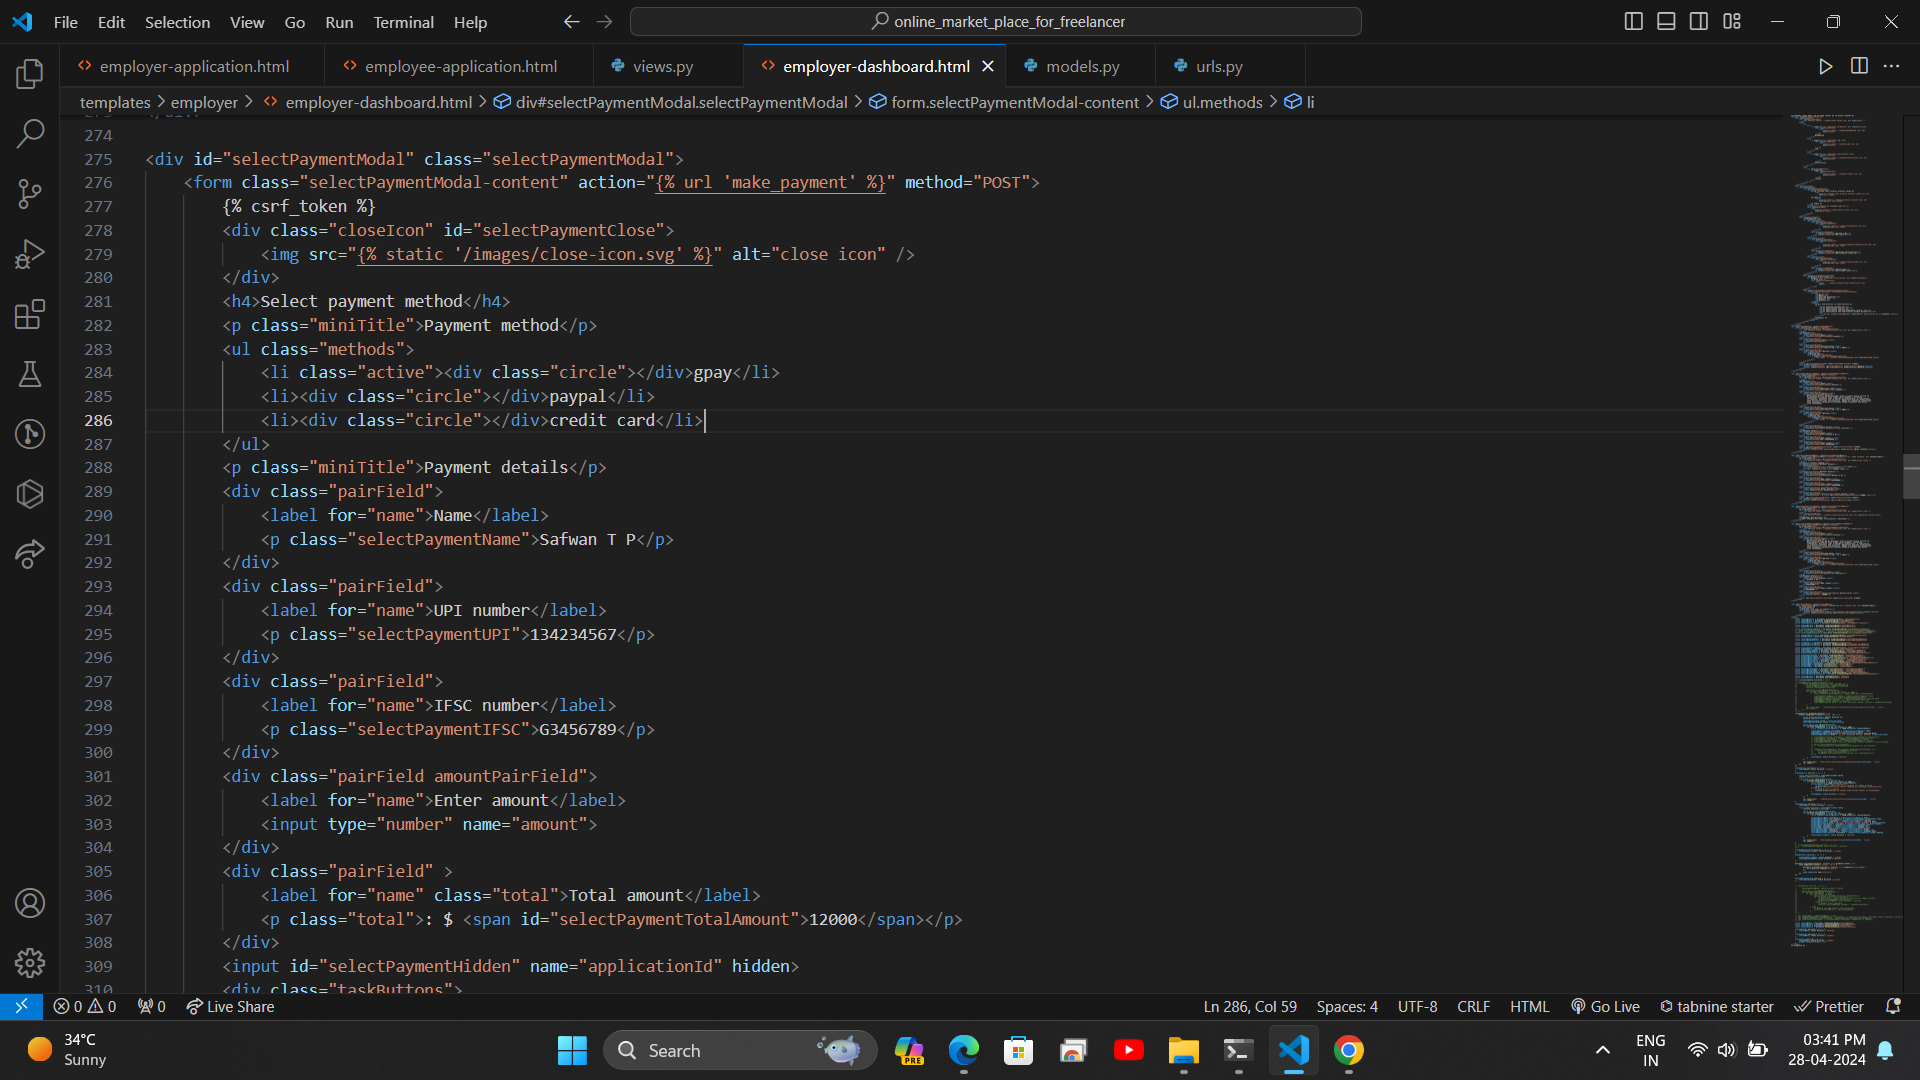 File Edit Selection View Go Run Terminal Help
online_market_place_for_freelancer
employer-application.html employee-application.html views.py employer-dashboard.html models.py urls.py
templates > employer > employer-dashboard.html > div#selectPaymentModal.selectPaymentModal > form.selectPaymentModal-content > ul.methods > li
274
275 <div id="selectPaymentModal" class="selectPaymentModal">
276 <form class="selectPaymentModal-content" action="{% url 'make_payment' %}" method="POST">
277 {% csrf_token %}
278 <div class="closeIcon" id="selectPaymentClose">
279 <img src="{% static '/images/close-icon.svg' %}" alt="close icon" />
280 </div>
281 <h4>Select payment method</h4>
282 <p class="miniTitle">Payment method</p>
283 <ul class="methods">
284 <li class="active"><div class="circle"></div>gpay</li>
285 <li><div class="circle"></div>paypal</li>
286 <li><div class="circle"></div>credit card</li>
287 </ul>
288 <p class="miniTitle">Payment details</p>
289 <div class="pairField">
290 <label for="name">Name</label>
291 <p class="selectPaymentName">Safwan T P</p>
292 </div>
293 <div class="pairField">
294 <label for="name">UPI number</label>
295 <p class="selectPaymentUPI">134234567</p>
296 </div>
297 <div class="pairField">
298 <label for="name">IFSC number</label>
299 <p class="selectPaymentIFSC">G3456789</p>
300 </div>
301 <div class="pairField amountPairField">
302 <label for="name">Enter amount</label>
303 <input type="number" name="amount">
304 </div>
305 <div class="pairField" >
306 <label for="name" class="total">Total amount</label>
307 <p class="total">: $ <span id="selectPaymentTotalAmount">12000</span></p>
308 </div>
309 <input id="selectPaymentHidden" name="applicationId" hidden>
310 <div class="taskButtons">
0 0 0 Live Share Ln 286, Col 59 Spaces: 4 UTF-8 CRLF HTML Go Live tabnine starter Prettier
34°C
Sunny
Search
PRE
ENG
IN
03:41 PM
28-04-2024